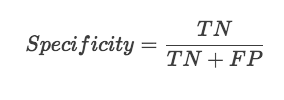 Specificity = TN / (TN + FP)